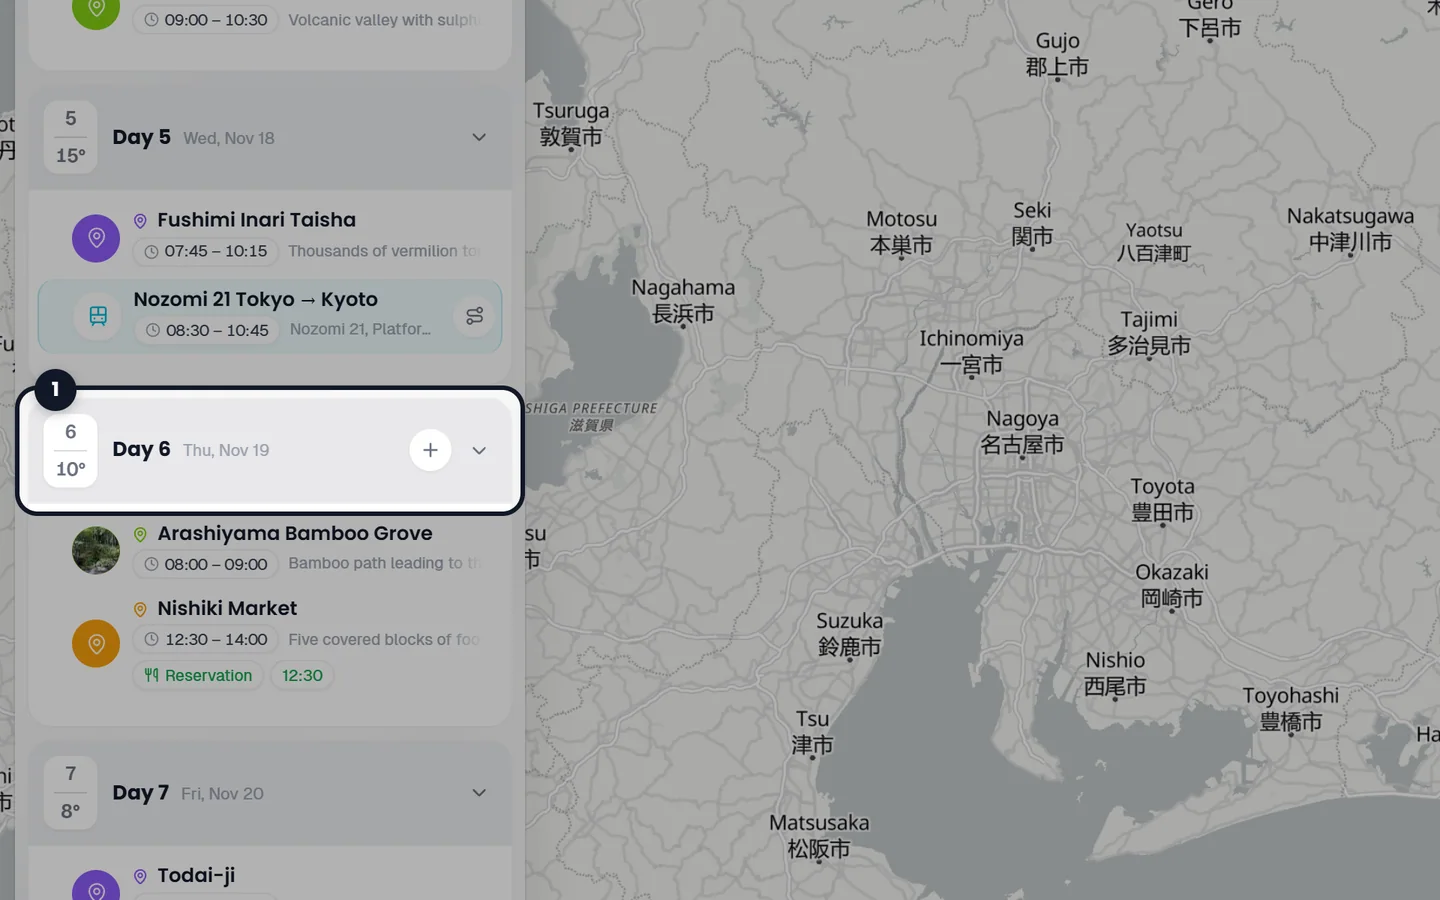 09:00 – 10:30 Volcanic valley with sulph
5
15°
Day 5 Wed, Nov 18
Fushimi Inari Taisha
07:45 – 10:15 Thousands of vermilion
Nozomi 21 Tokyo → Kyoto
08:30 – 10:45 Nozomi 21, Platfor...
1
6
10°
Day 6 Thu, Nov 19
Arashiyama Bamboo Grove
08:00 – 09:00 Bamboo path leading to
Nishiki Market
12:30 – 14:00 Five covered blocks of foo
Reservation 12:30
7
8°
Day 7 Fri, Nov 20
Todai-ji
Gero
下呂市
Gujo
郡上市
Tsuruga
敦賀市
Motosu
本巣市
Seki
関市
Yaotsu
八百津町
Nakatsugawa
中津川市
Nagahama
長浜市
Ichinomiya
一宮市
Tajimi
多治見市
SHIGA PREFECTURE
滋賀県
Nagoya
名古屋市
Toyota
豊田市
su
市
Okazaki
岡崎市
Suzuka
鈴鹿市
Nishio
西尾市
Toyohashi
豊橋市
Tsu
津市
Ha
Matsusaka
松阪市